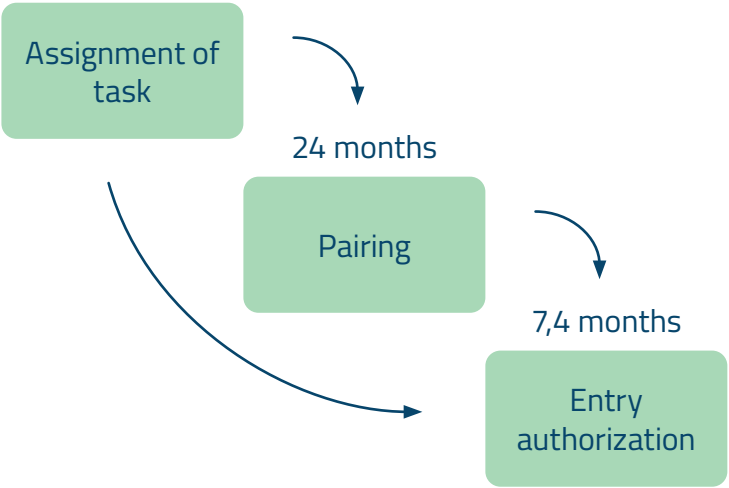 Assignment of
task
24 months
Pairing
7,4 months
Entry
authorization